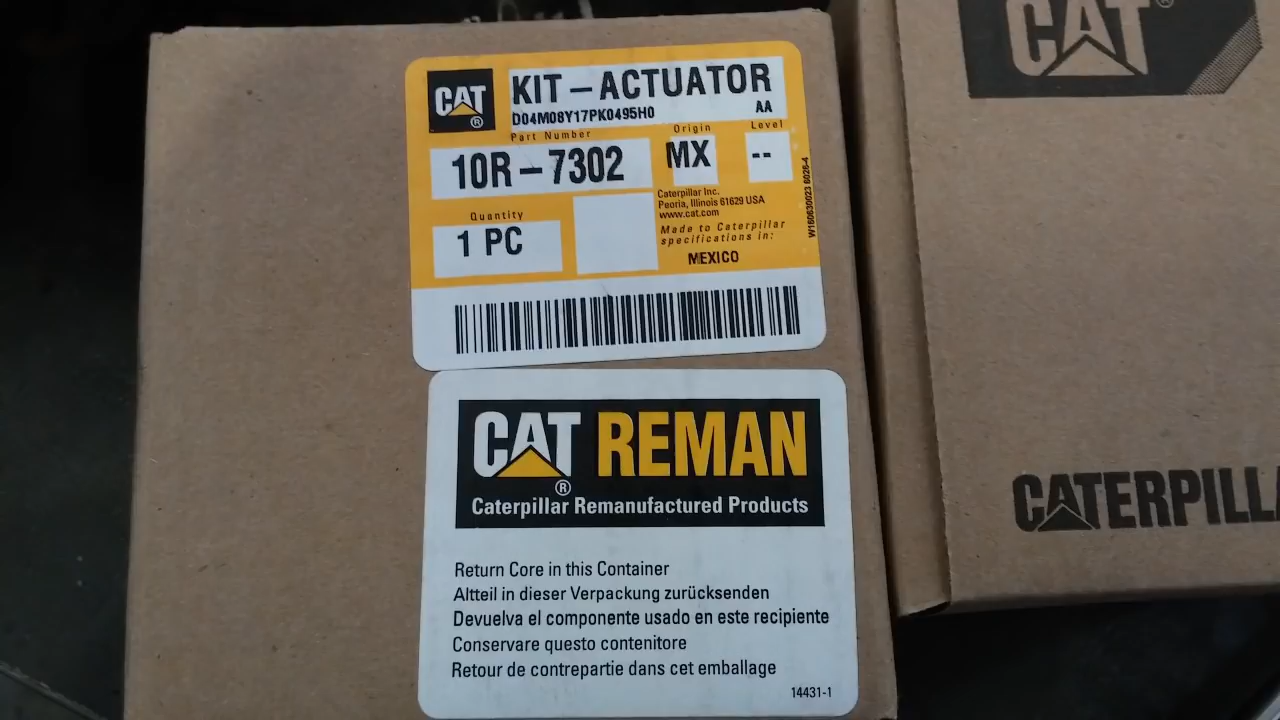 CAT
®
KIT – ACTUATOR
D04M08Y17PK0495H0
AA
Part Number
Origin
Level
10R – 7302
MX
--
Caterpillar Inc.
Peoria, Illinois 61629 USA
www.cat.com
Quantity
1 PC
Made to Caterpillar
specifications in:
MEXICO
W160630023 6026-4
CAT REMAN
®
Caterpillar Remanufactured Products
Return Core in this Container
Altteil in dieser Verpackung zurücksenden
Devuelva el componente usado en este recipiente
Conservare questo contenitore
Retour de contrepartie dans cet emballage
14431-1
CAT
®
CATERPILLA